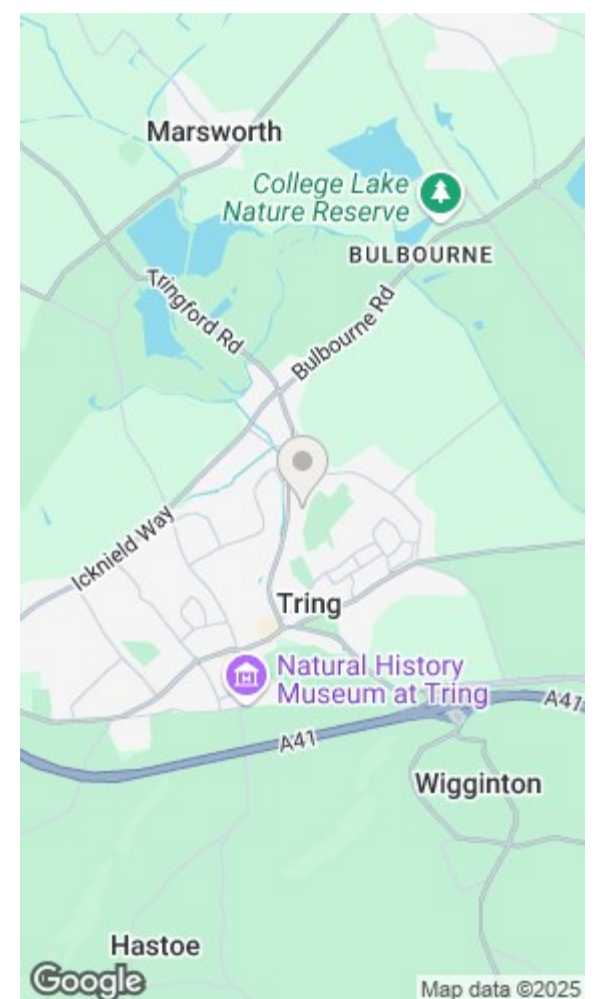 Marsworth
College Lake
Nature Reserve
BULBOURNE
Tringford Rd
Bulbourne Rd
Icknield Way
Tring
Natural History
Museum at Tring
A41
A41
Wigginton
Hastoe
Google
Map data ©2025